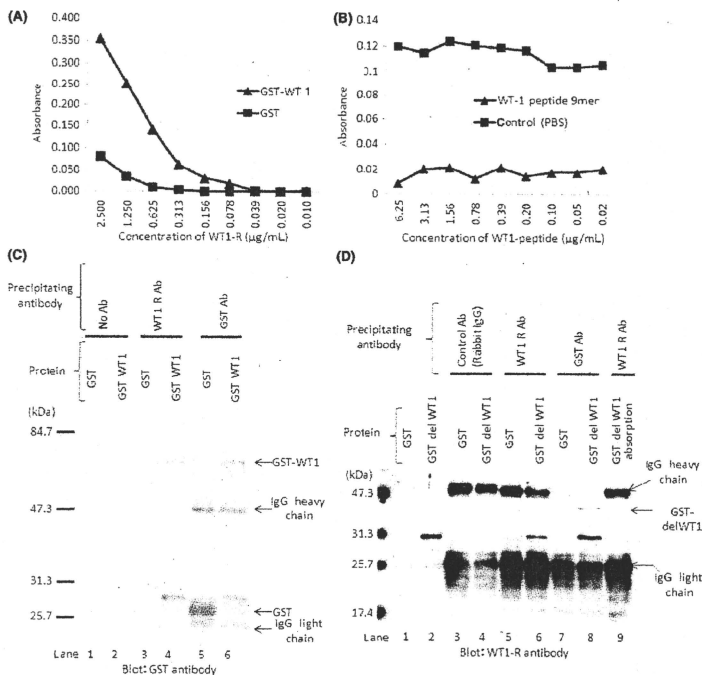 (A)
0.400
0.350
0.300
0.250
0.200
0.150
0.100
0.050
0.000
Absorbance
GST-WT 1
GST
2.500
1.250
0.625
0.313
0.156
0.078
0.039
0.020
0.010
Concentration of WT1-R (μg/mL)
(B)
0.14
0.12
0.1
0.08
0.06
0.04
0.02
0
Absorbance
WT-1 peptide 9mer
Control (PBS)
6.25
3.13
1.56
0.78
0.39
0.20
0.10
0.05
0.02
Concentration of WT1-peptide (μg/mL)
(C)
Precipitating
antibody
No Ab
WT1 R Ab
GST Ab
Protein
GST
GST WT1
GST
GST WT1
GST
GST WT1
(kDa)
84.7
47.3
31.3
25.7
GST-WT1
IgG heavy
chain
GST
IgG light
chain
Lane 1 2 3 4 5 6
Blot: GST antibody
(D)
Precipitating
antibody
Control Ab
(Rabbit IgG)
WT1 R Ab
GST Ab
WT1 R Ab
Protein
GST
GST del WT1
GST
GST del WT1
GST
GST del WT1
GST
GST del WT1
GST del WT1
absorption
(kDa)
47.3
31.3
25.7
17.4
IgG heavy
chain
GST-
delWT1
IgG light
chain
Lane 1 2 3 4 5 6 7 8 9
Blot: WT1-R antibody